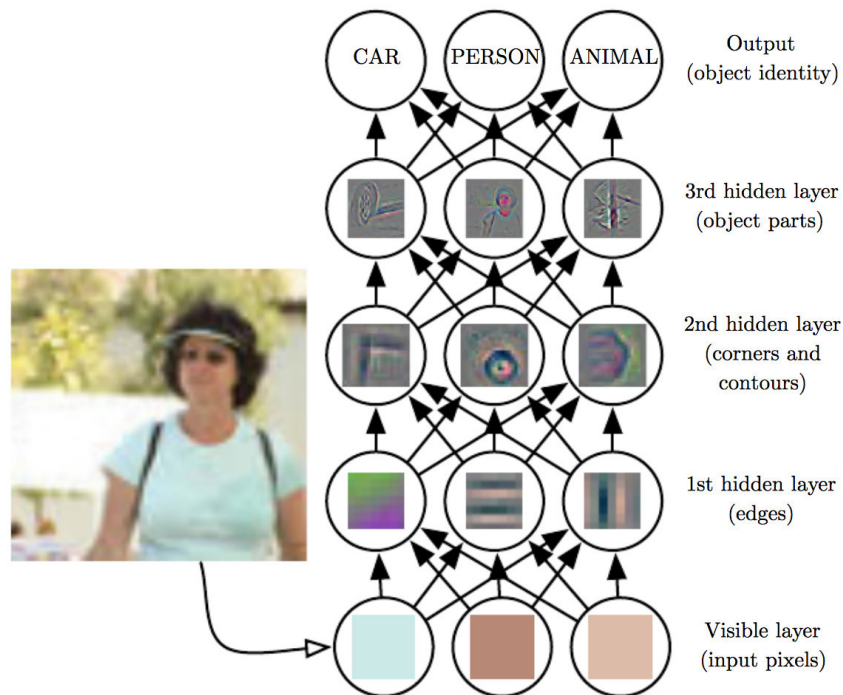 CAR
PERSON
ANIMAL
Output
(object identity)
3rd hidden layer
(object parts)
2nd hidden layer
(corners and
contours)
1st hidden layer
(edges)
Visible layer
(input pixels)